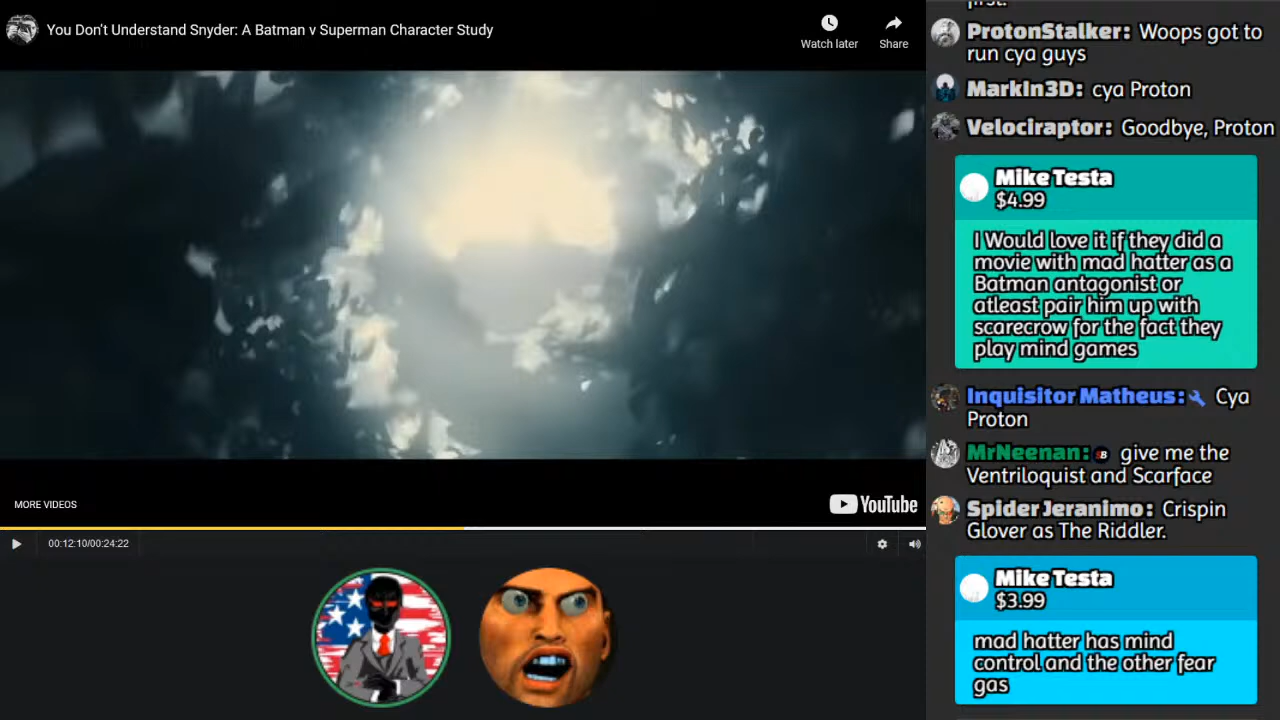 You Don't Understand Snyder: A Batman v Superman Character Study
Watch later
Share
MORE VIDEOS
YouTube
00:12:10/00:24:22
ProtonStalker: Woops got to
run cya guys
MarkIn3D: cya Proton
Velociraptor: Goodbye, Proton
Mike Testa
$4.99
I Would love it if they did a
movie with mad hatter as a
Batman antagonist or
atleast pair him up with
scarecrow for the fact they
play mind games
Inquisitor Matheus: Cya
Proton
MrNeenan: SB give me the
Ventriloquist and Scarface
Spider Jeranimo: Crispin
Glover as The Riddler.
Mike Testa
$3.99
mad hatter has mind
control and the other fear
gas